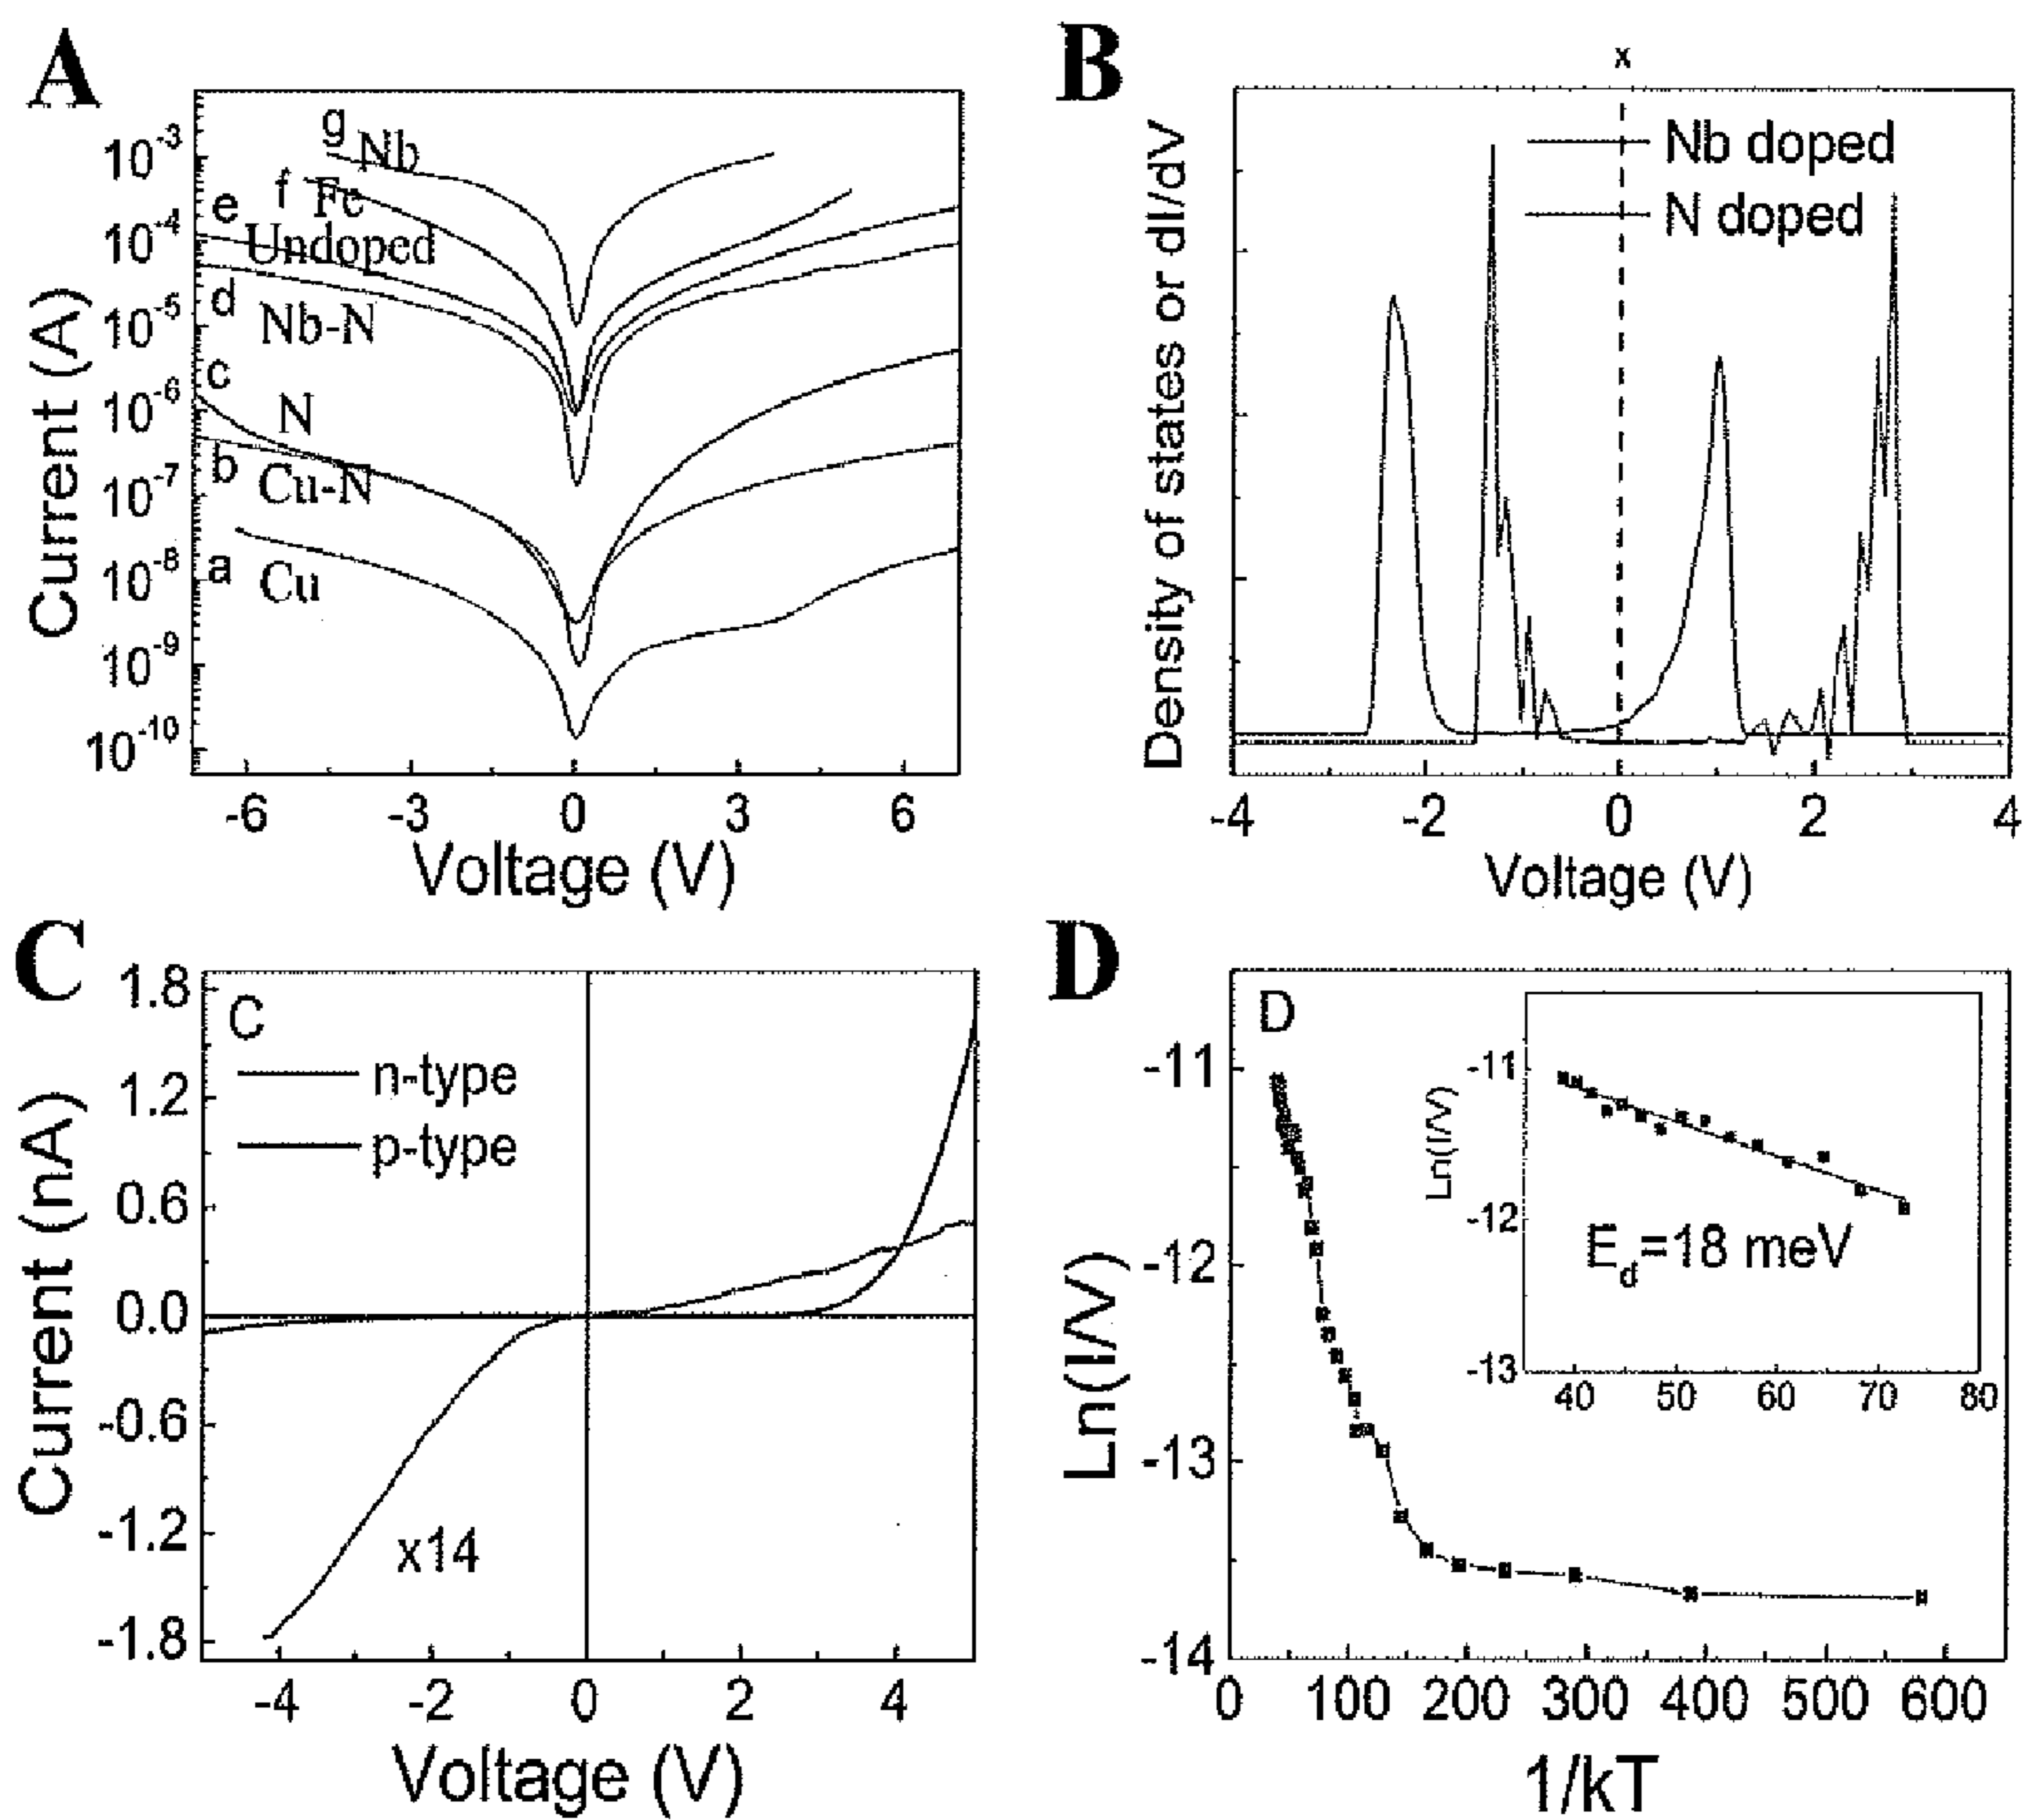 A
Current (A)
10-3
10-4
10-5
10-6
10-7
10-8
10-9
10-10
g Nb
f Fe
e Undoped
d Nb-N
c N
b Cu-N
a Cu
-6 -3 0 3 6
Voltage (V)
B
x
Density of states or dI/dV
Nb doped
N doped
-4 -2 0 2 4
Voltage (V)
C
Current (nA)
1.8
1.2
0.6
0.0
-0.6
-1.2
-1.8
C
n-type
p-type
x14
-4 -2 0 2 4
Voltage (V)
D
Ln(I/V)
-11
-12
-13
-14
D
Ln(I/V)
-11
-12
-13
Ed=18 meV
40 50 60 70 80
0 100 200 300 400 500 600
1/kT